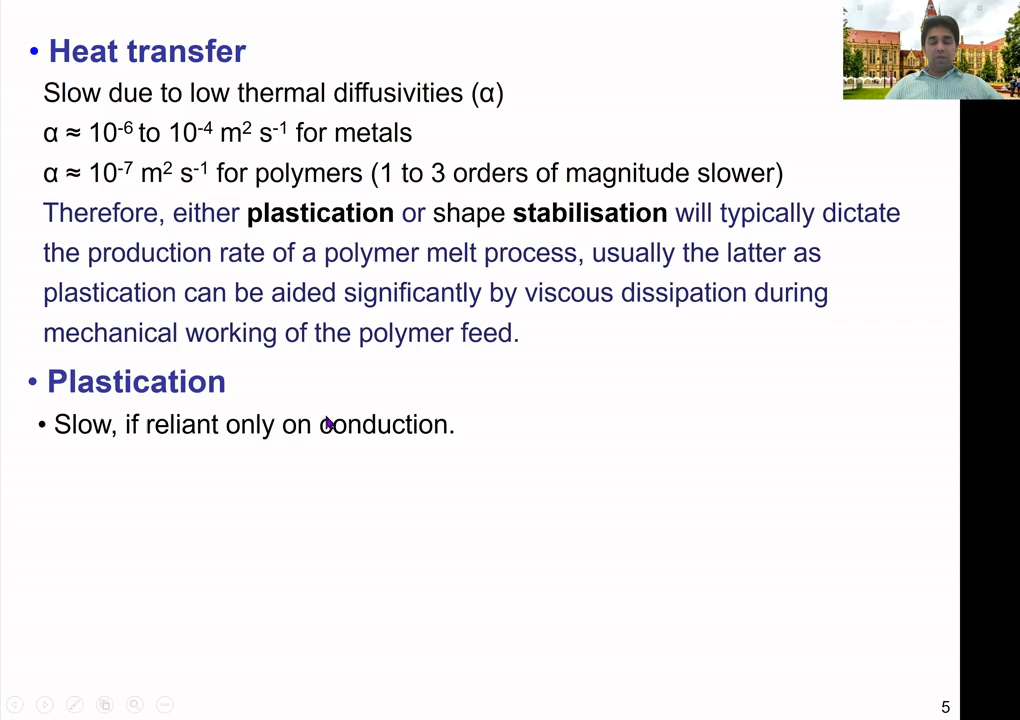 • Heat transfer
Slow due to low thermal diffusivities (α)
α ≈ 10⁻⁶ to 10⁻⁴ m² s⁻¹ for metals
α ≈ 10⁻⁷ m² s⁻¹ for polymers (1 to 3 orders of magnitude slower)
Therefore, either plastication or shape stabilisation will typically dictate
the production rate of a polymer melt process, usually the latter as
plastication can be aided significantly by viscous dissipation during
mechanical working of the polymer feed.
• Plastication
• Slow, if reliant only on conduction.
5